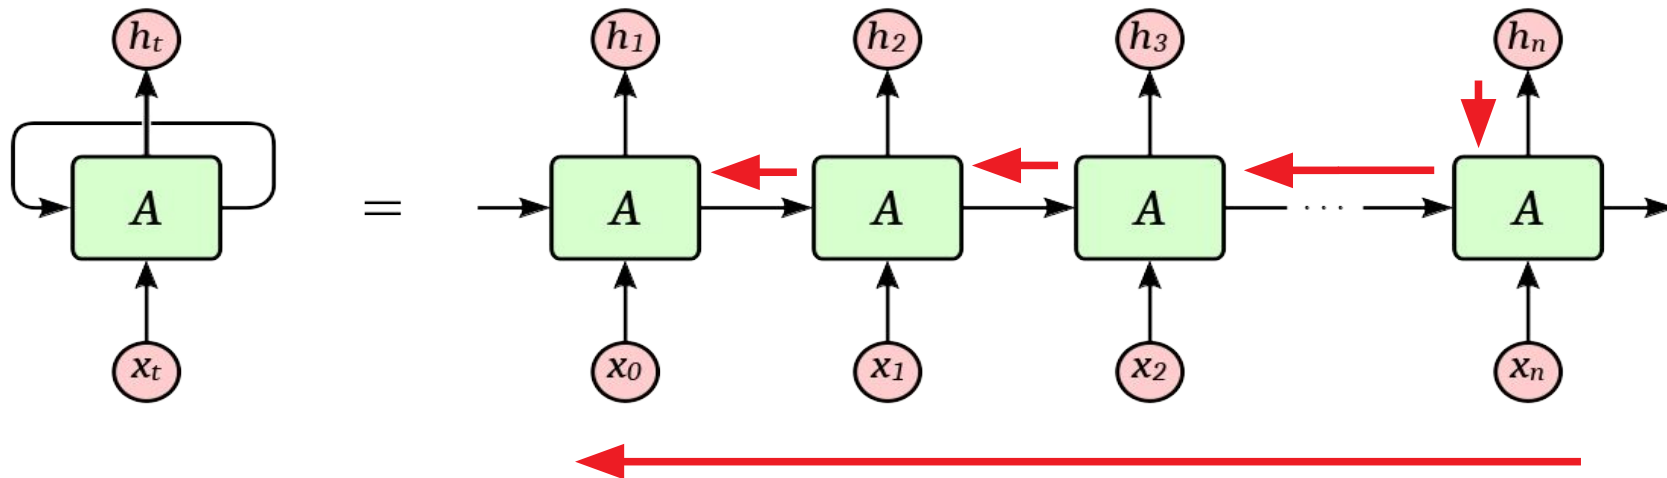 h_t h_1 h_2 h_3 h_n
A = A A A ... A
x_t x_0 x_1 x_2 x_n